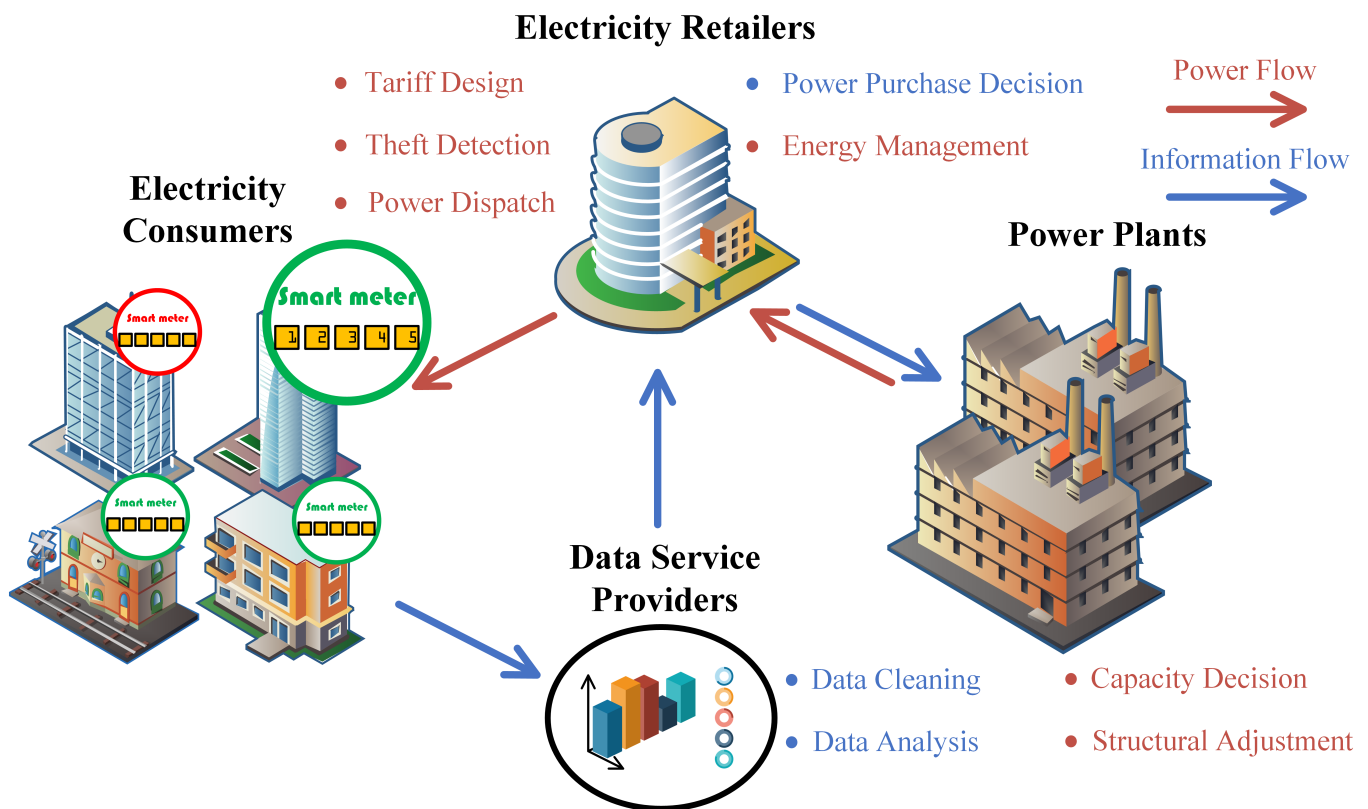 Electricity Retailers
• Tariff Design
• Power Purchase Decision
• Theft Detection
• Energy Management
• Power Dispatch
Power Flow
Information Flow
Electricity
Consumers
Power Plants
Smart meter
Smart meter
1 2 3 4 5
Smart meter
Smart meter
Data Service
Providers
• Data Cleaning
• Capacity Decision
• Data Analysis
• Structural Adjustment